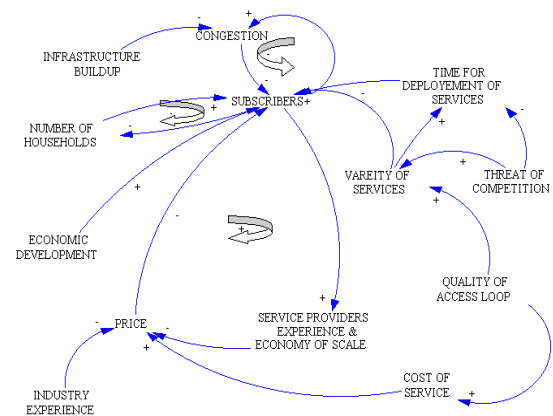 CONGESTION
INFRASTRUCTURE
BUILDUP
TIME FOR
DEPLOYEMENT OF
SERVICES
SUBSCRIBERS+
NUMBER OF
HOUSEHOLDS
VAREITY OF
SERVICES
THREAT OF
COMPETITION
ECONOMIC
DEVELOPMENT
QUALITY OF
ACCESS LOOP
PRICE
SERVICE PROVIDERS
EXPERIENCE &
ECONOMY OF SCALE
COST OF
SERVICE
INDUSTRY
EXPERIENCE